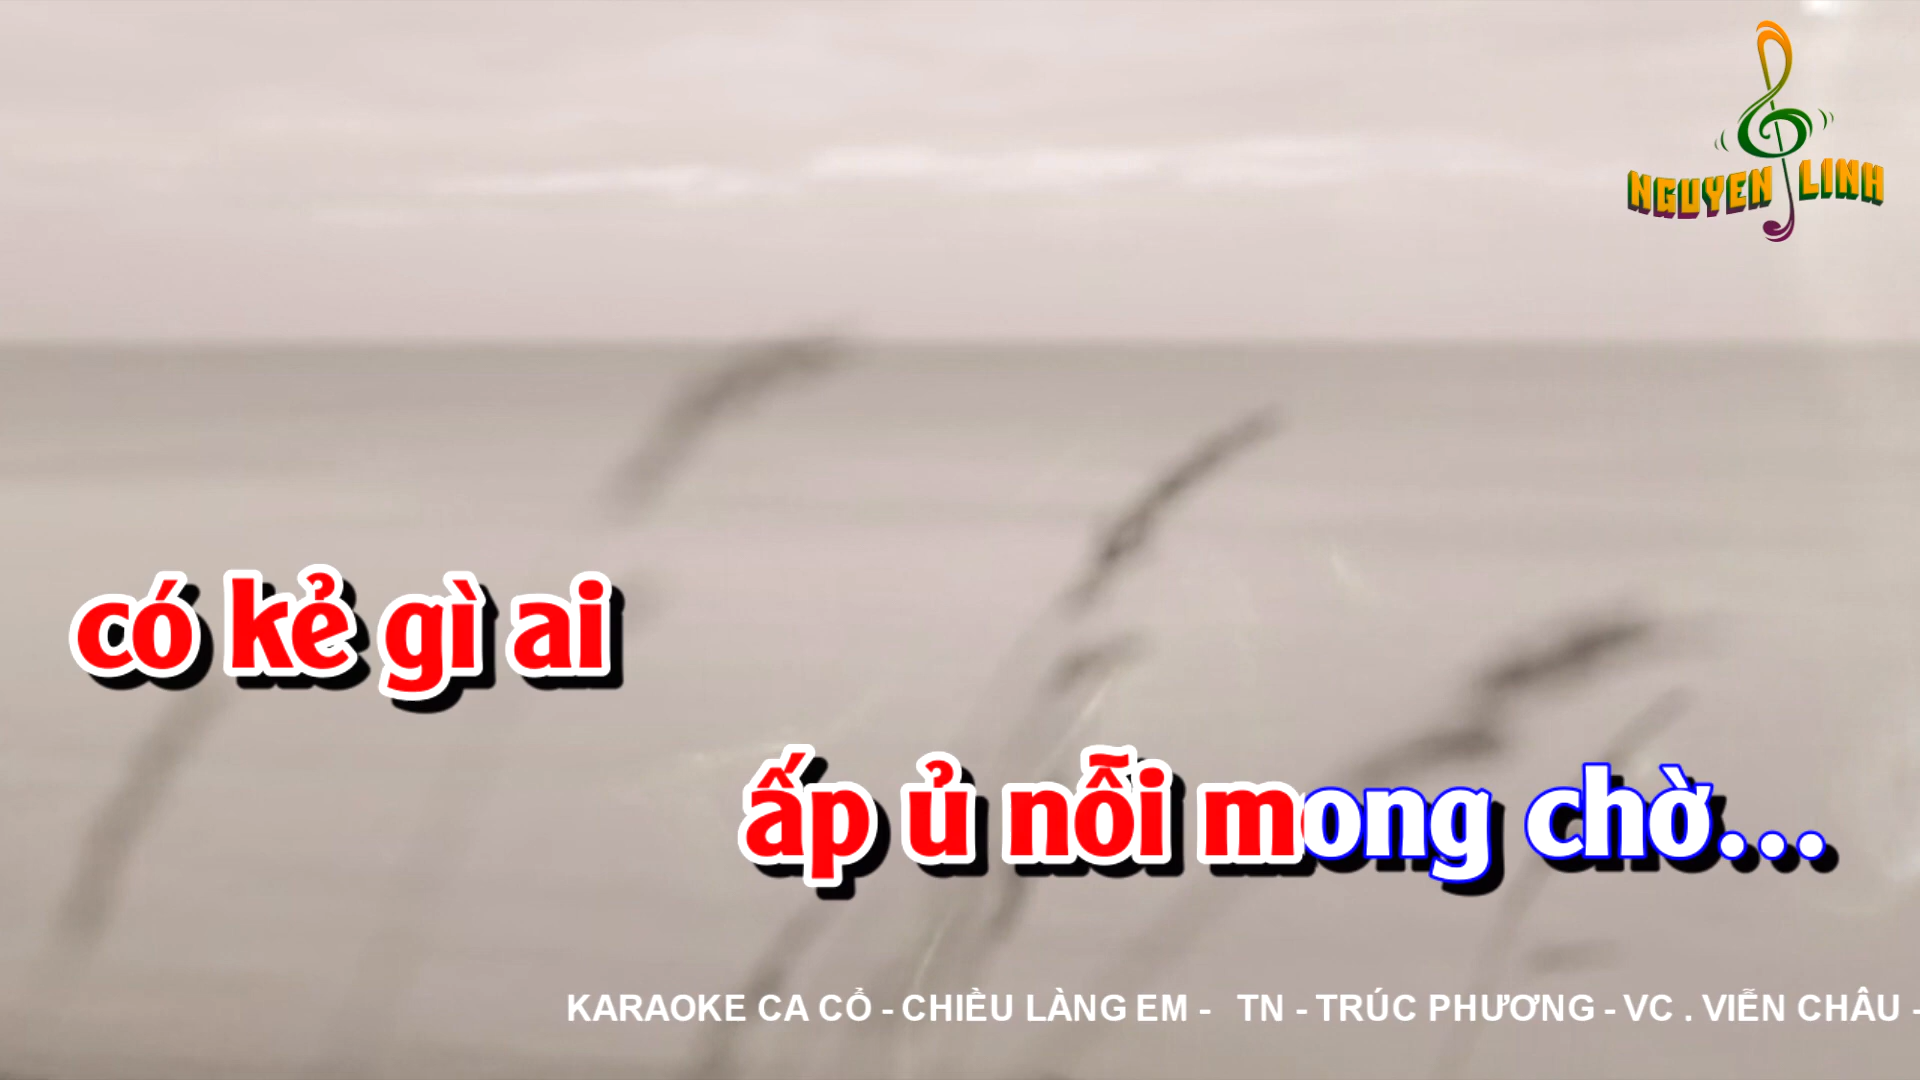 NGUYEN LINH
có kẻ gì ai
ấp ủ nỗi mong chờ...
KARAOKE CA CỔ - CHIỀU LÀNG EM - TN - TRÚC PHƯƠNG - VC . VIỄN CHÂU -